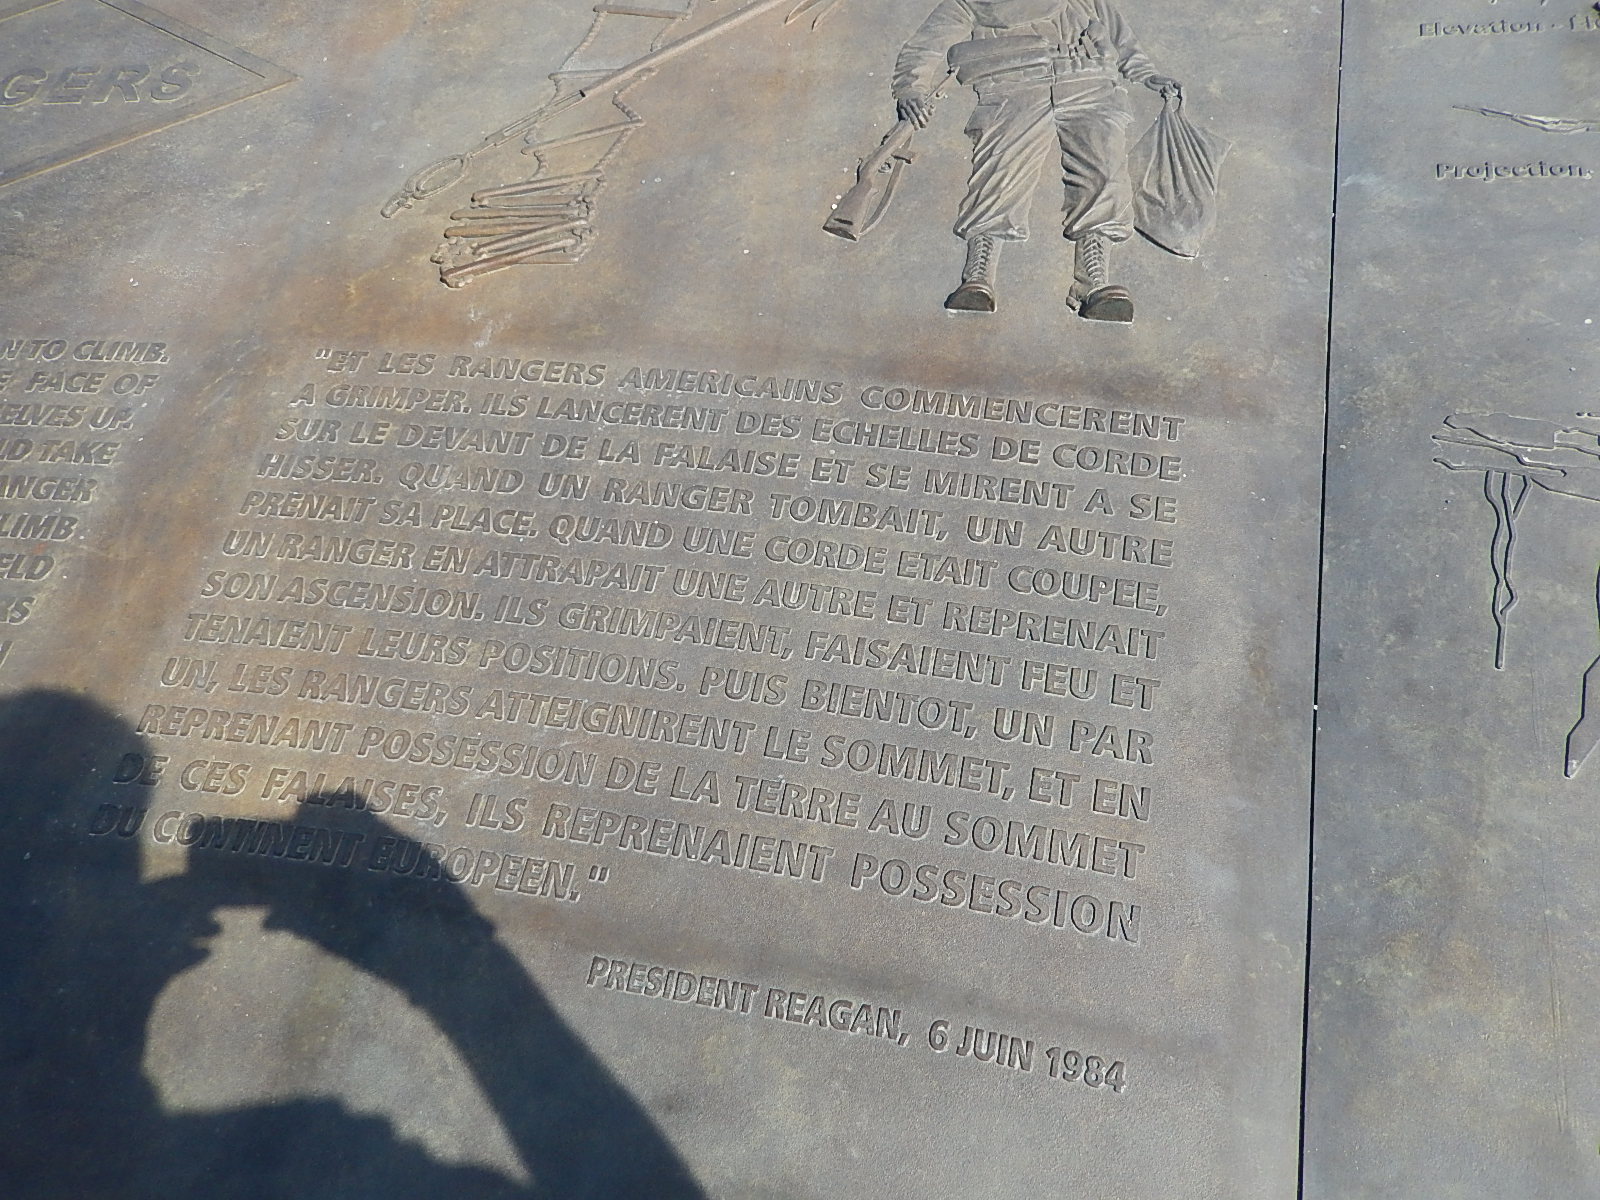 GERS
Elevation -
Projection.
N TO CLIMB.
FACE OF
ELVES UP.
TAKE
ANGER
LIMB.
ELD
RS
"ET LES RANGERS AMERICAINS COMMENCERENT
A GRIMPER. ILS LANCERENT DES ECHELLES DE CORDE
SUR LE DEVANT DE LA FALAISE ET SE MIRENT A SE
HISSER. QUAND UN RANGER TOMBAIT, UN AUTRE
PRENAIT SA PLACE. QUAND UNE CORDE ETAIT COUPEE,
UN RANGER EN ATTRAPAIT UNE AUTRE ET REPRENAIT
SON ASCENSION. ILS GRIMPAIENT, FAISAIENT FEU ET
TENAIENT LEURS POSITIONS. PUIS BIENTOT, UN PAR
UN, LES RANGERS ATTEIGNIRENT LE SOMMET, ET EN
REPRENANT POSSESSION DE LA TERRE AU SOMMET
DE CES FALAISES, ILS REPRENAIENT POSSESSION
DU CONTINENT EUROPEEN."
PRESIDENT REAGAN, 6 JUIN 1984